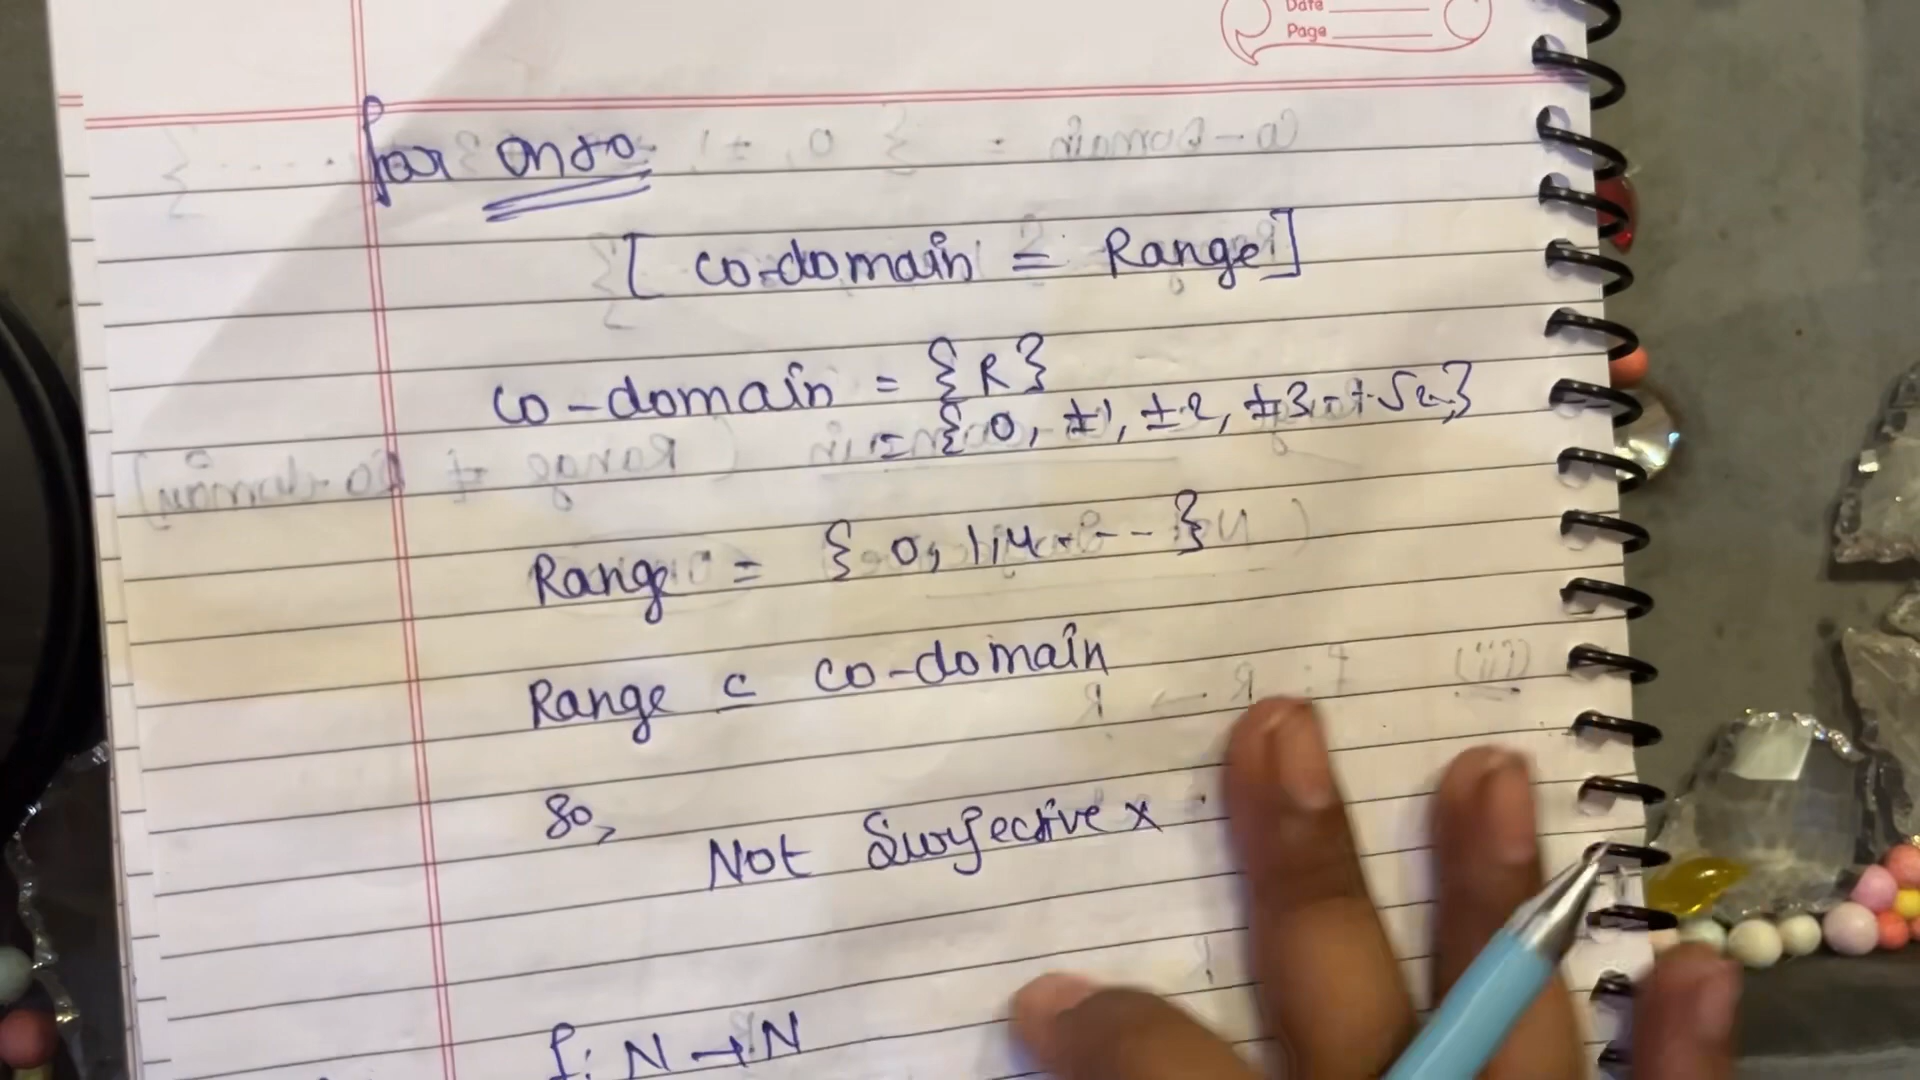 Date
Page
for onto
[ co-domain = Range ]
co-domain = { R }
= { 0, ±1, ±2, ±3, -+ √2. }
Range = { 0, 1, 4 - - - }
Range ⊂ co-domain
So,
Not Surjective ×
f: N → N